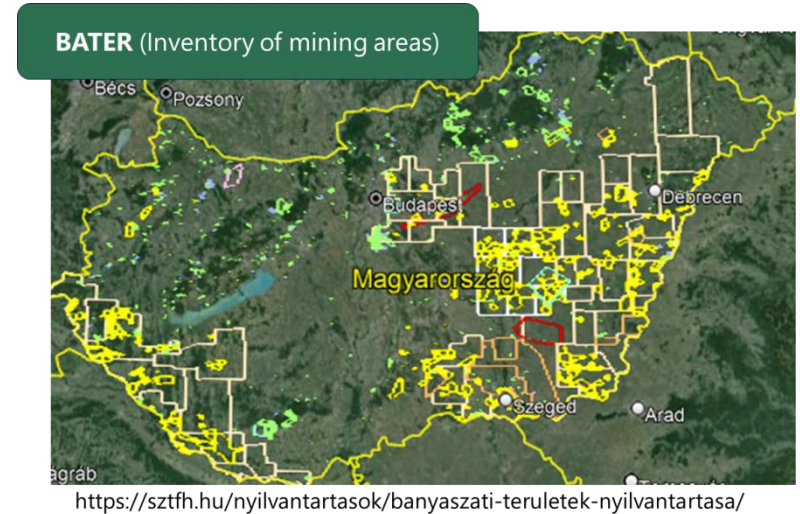 BATER (Inventory of mining areas)
Bécs
Pozsony
Budapest
Debrecen
Magyarország
Szeged
Arad
ágráb
https://sztfh.hu/nyilvantartasok/banyaszati-teruletek-nyilvantartasa/